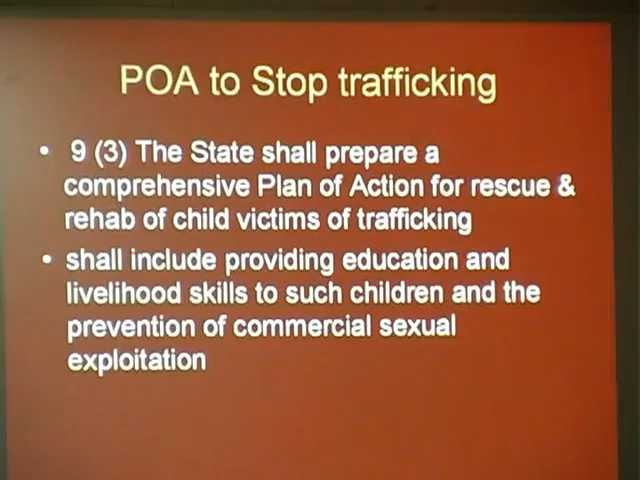 POA to Stop trafficking
• 9 (3) The State shall prepare a
comprehensive Plan of Action for rescue &
rehab of child victims of trafficking
• shall include providing education and
livelihood skills to such children and the
prevention of commercial sexual
exploitation